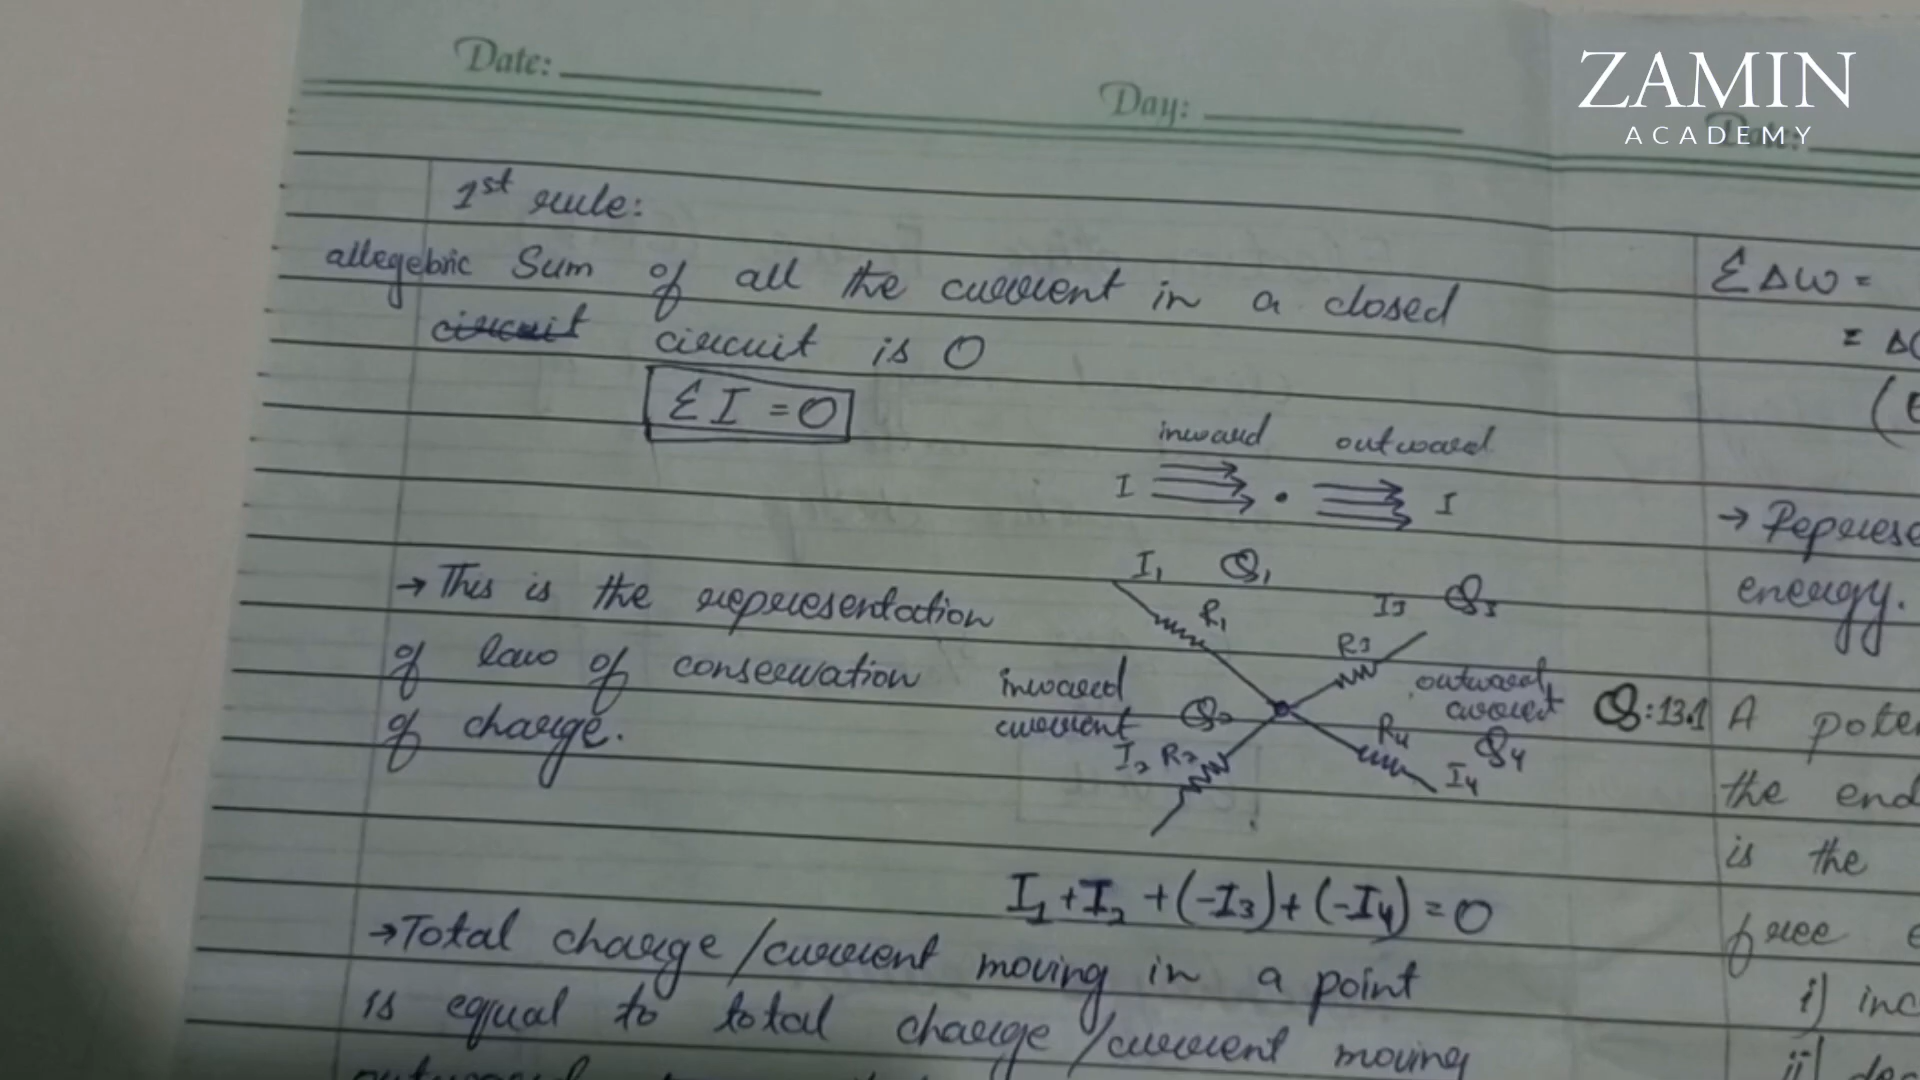 Date:
Day:
ZAMIN
ACADEMY
Date:
1st rule:
allegebric Sum of all the current in a closed
circuit circuit is 0
ΣI = 0
inward outward
I I
I1 Q1
I3 Q3
R1
R3
→ This is the representation
of law of conservation
of charge.
inward
current Q2
I2 R2
outward
current
R4 Q4
I4
I1 + I2 + (-I3) + (-I4) = 0
→ Total charge / current moving in a point
is equal to total charge / current moving
ΣΔW =
=
→
energy.
Q:13.1 A
the end
is the
free
i)
ii)